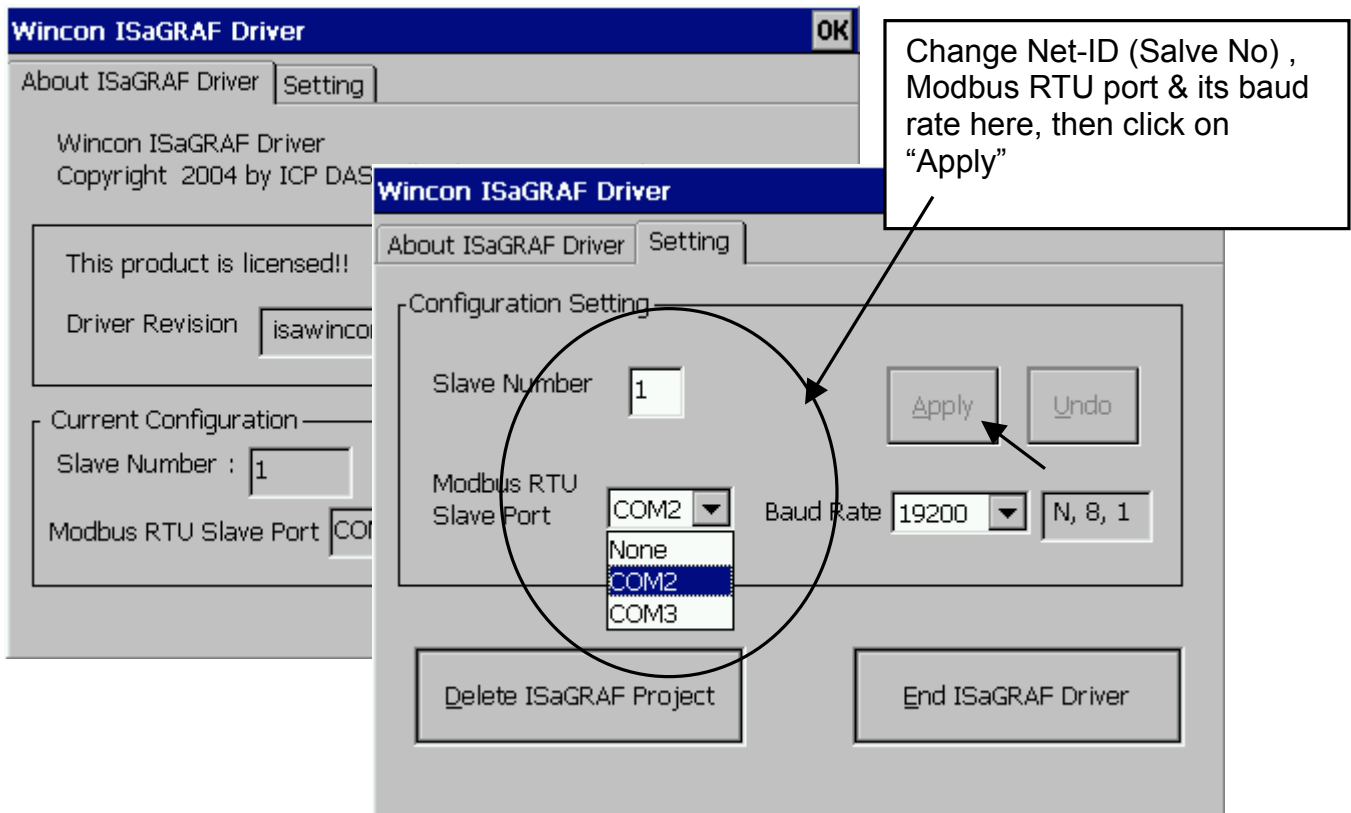 Wincon ISaGRAF Driver
OK
About ISaGRAF Driver
Setting
Wincon ISaGRAF Driver
Copyright 2004 by ICP DAS
This product is licensed!!
Driver Revision
Current Configuration
Slave Number :
1
Modbus RTU Slave Port
Change Net-ID (Salve No) ,
Modbus RTU port & its baud
rate here, then click on
“Apply”
Wincon ISaGRAF Driver
About ISaGRAF Driver
Setting
Configuration Setting
Slave Number
1
Apply
Undo
Modbus RTU
Slave Port
COM2
Baud Rate
19200
N, 8, 1
None
COM2
COM3
Delete ISaGRAF Project
End ISaGRAF Driver